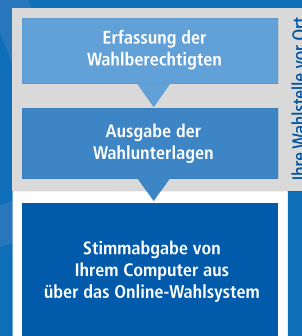 Erfassung der
Wahlberechtigten
Ausgabe der
Wahlunterlagen
Ihre Wahlstelle vor Ort
Stimmabgabe von
Ihrem Computer aus
über das Online-Wahlsystem